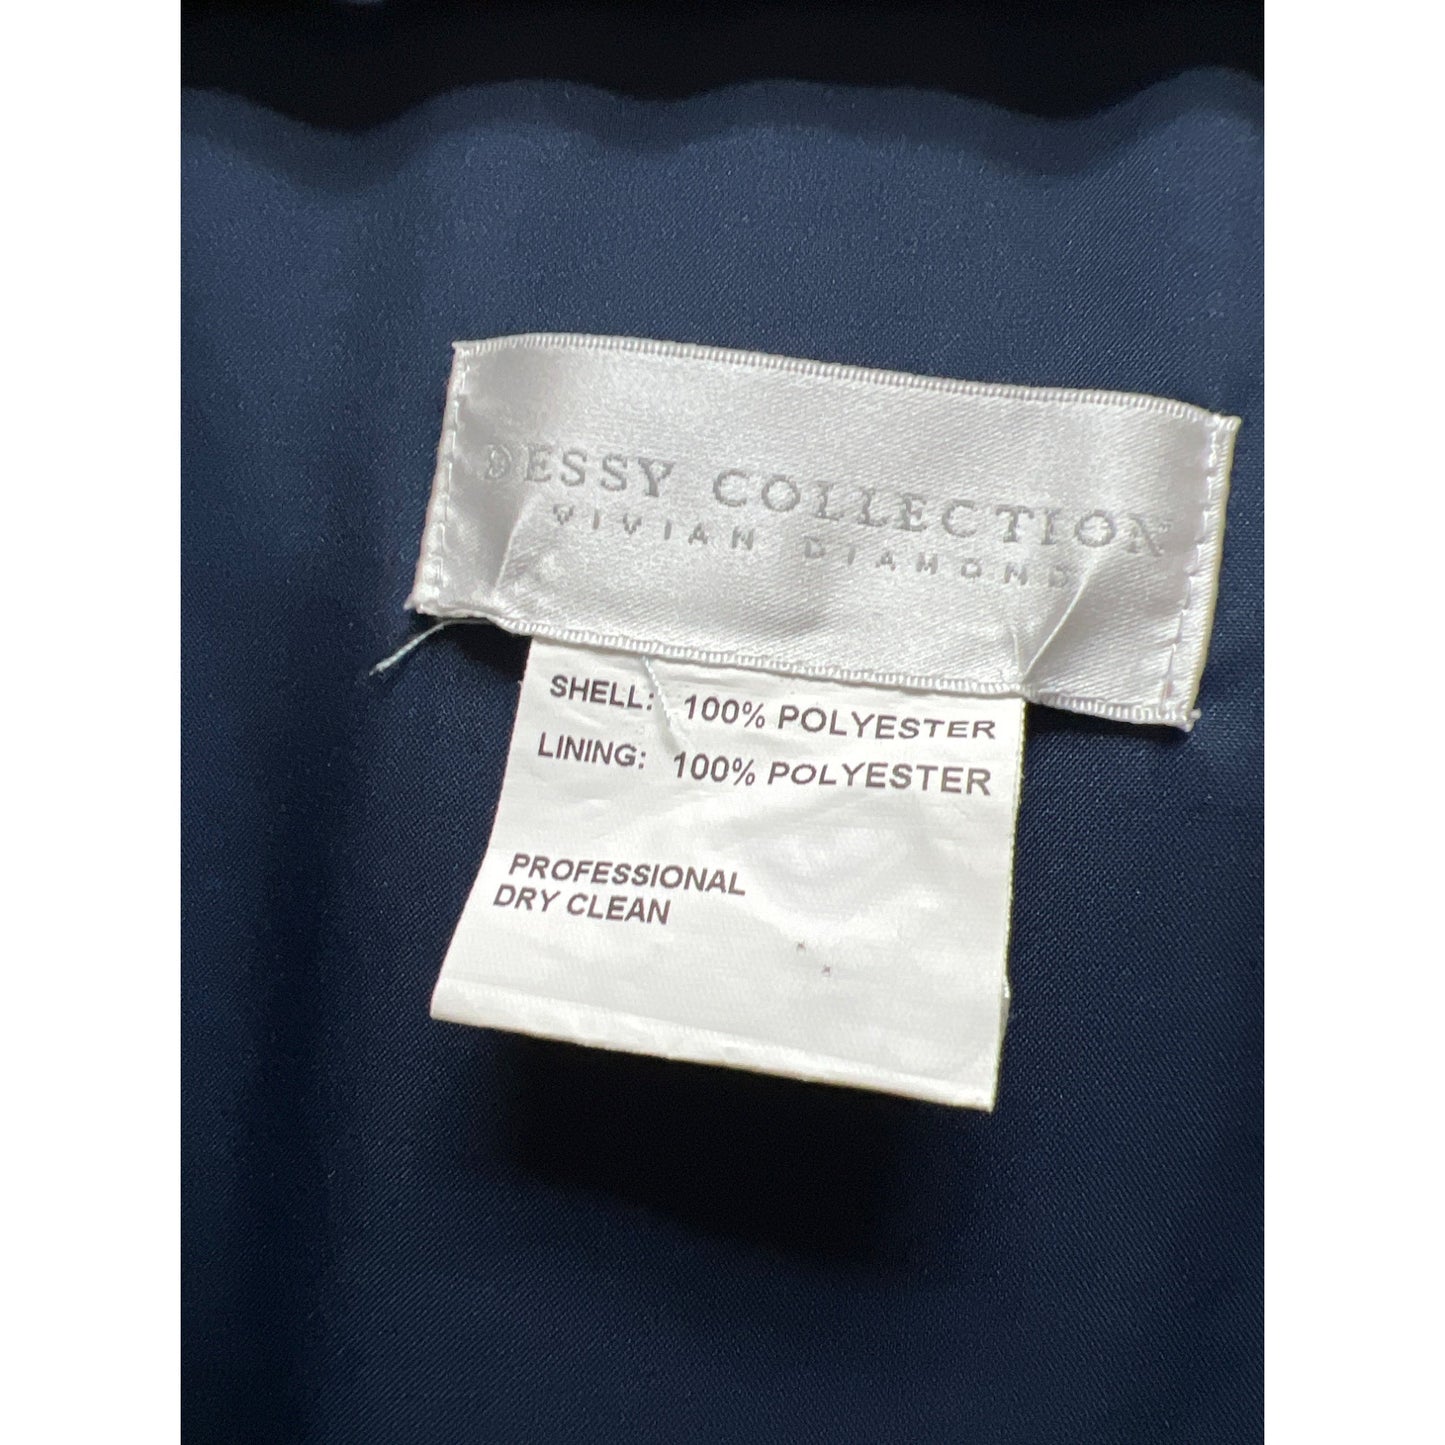 DESSY COLLECTION
VIVIAN DIAMOND
SHELL: 100% POLYESTER
LINING: 100% POLYESTER
PROFESSIONAL
DRY CLEAN